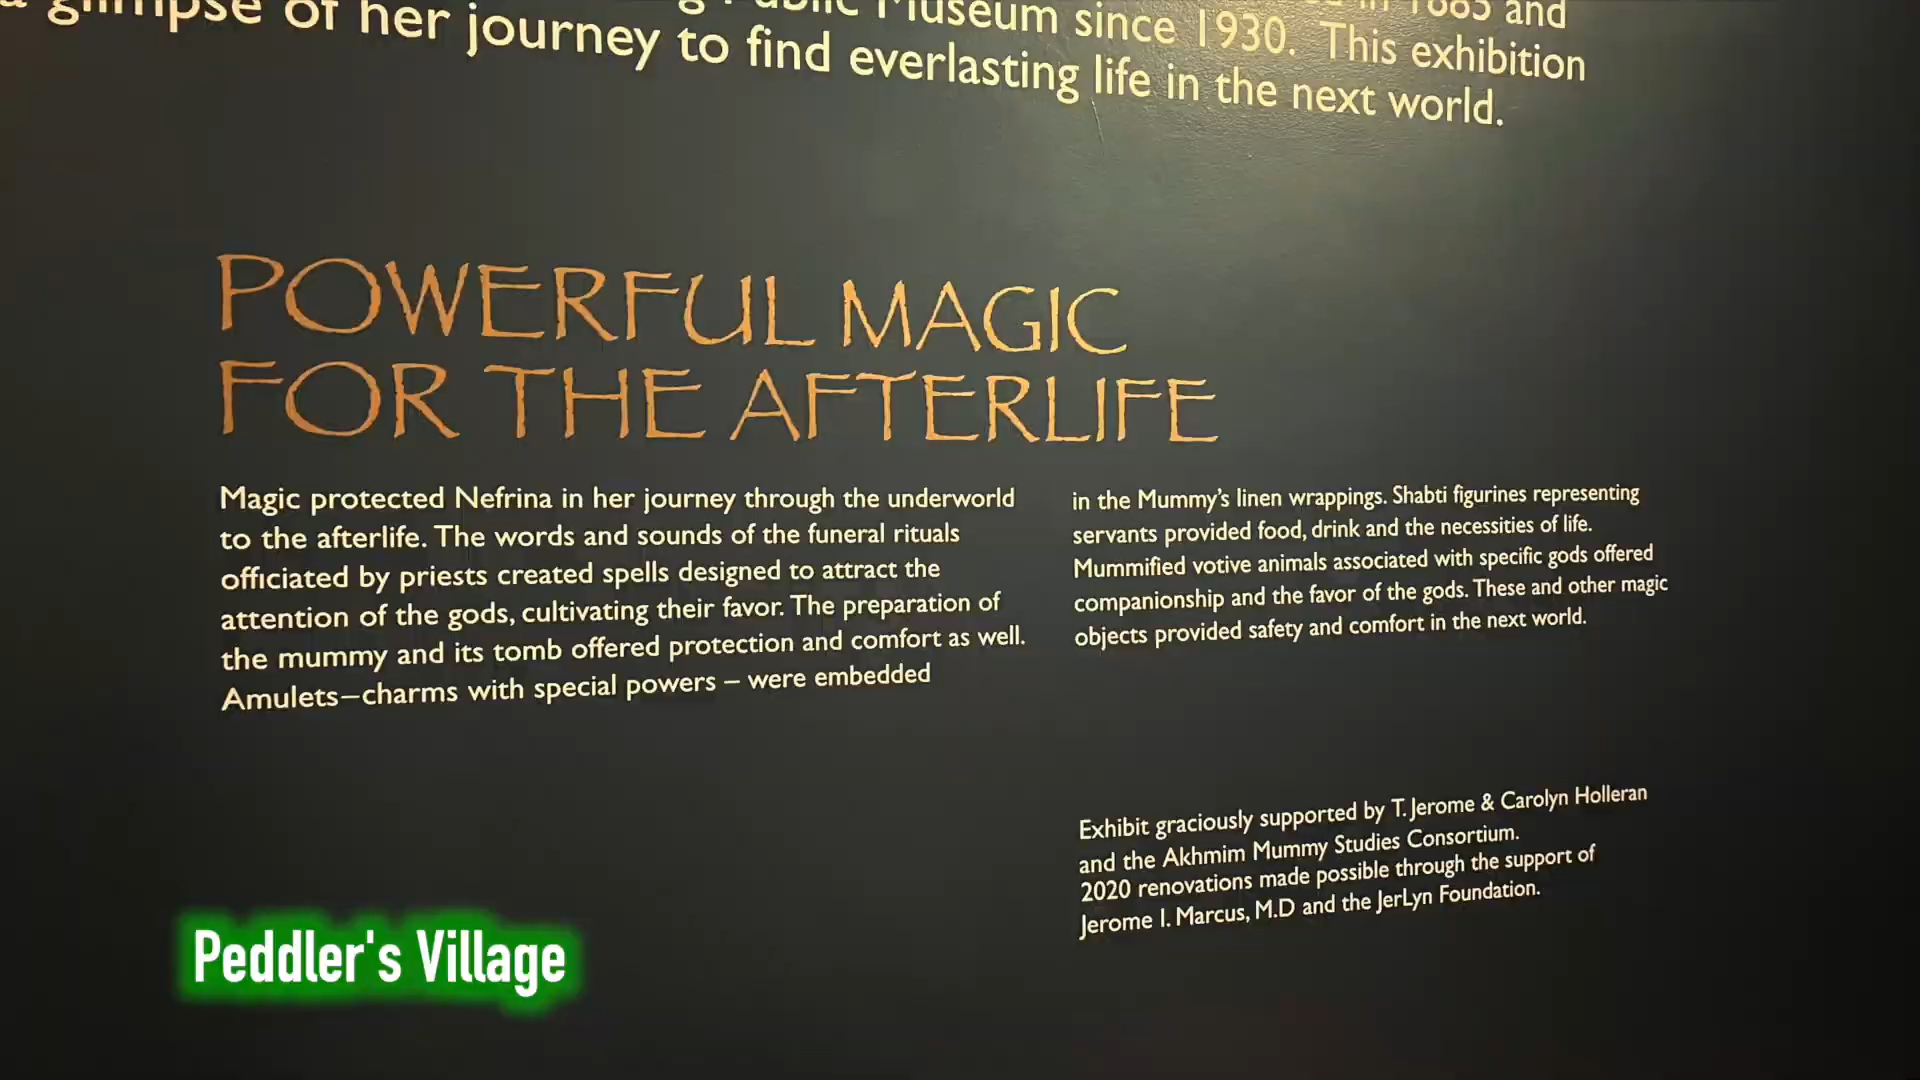 Museum since 1930. This exhibition
glimpse of her journey to find everlasting life in the next world.
POWERFUL MAGIC
FOR THE AFTERLIFE
Magic protected Nefrina in her journey through the underworld
to the afterlife. The words and sounds of the funeral rituals
officiated by priests created spells designed to attract the
attention of the gods, cultivating their favor. The preparation of
the mummy and its tomb offered protection and comfort as well.
Amulets—charms with special powers – were embedded
in the Mummy's linen wrappings. Shabti figurines representing
servants provided food, drink and the necessities of life.
Mummified votive animals associated with specific gods offered
companionship and the favor of the gods. These and other magic
objects provided safety and comfort in the next world.
Exhibit graciously supported by T. Jerome & Carolyn Holleran
and the Akhmim Mummy Studies Consortium.
2020 renovations made possible through the support of
Jerome I. Marcus, M.D and the JerLyn Foundation.
Peddler's Village